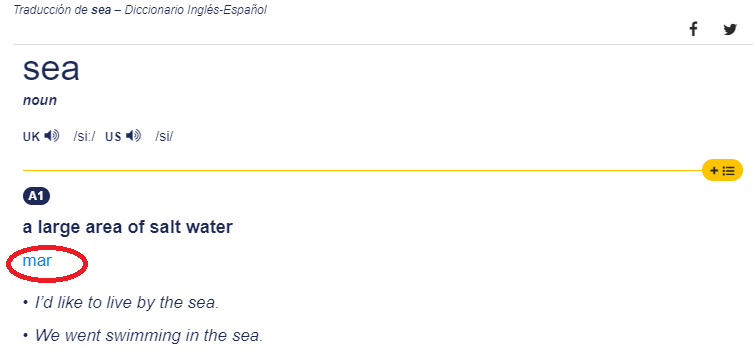 Traducción de sea – Diccionario Inglés-Español
sea
noun
UK /siː/ US /si/
A1
a large area of salt water
mar
• I’d like to live by the sea.
• We went swimming in the sea.